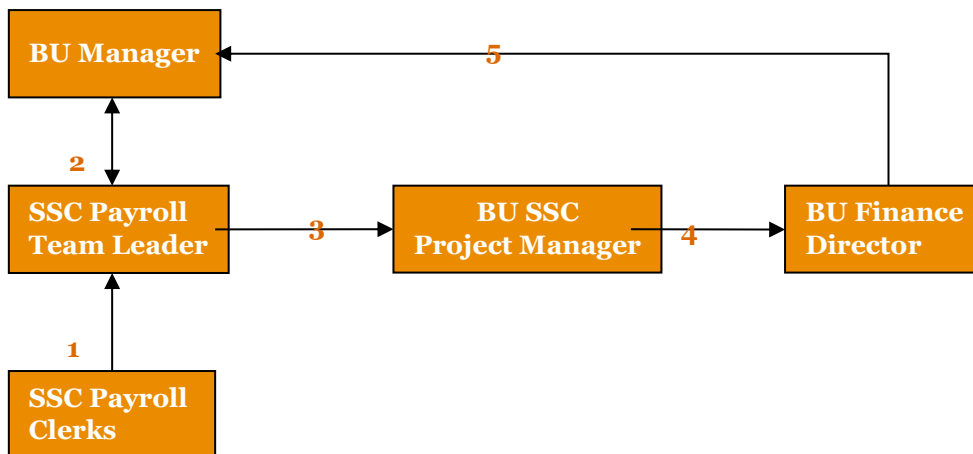 BU Manager
5
2
SSC Payroll
Team Leader
3
BU SSC
Project Manager
4
BU Finance
Director
1
SSC Payroll
Clerks